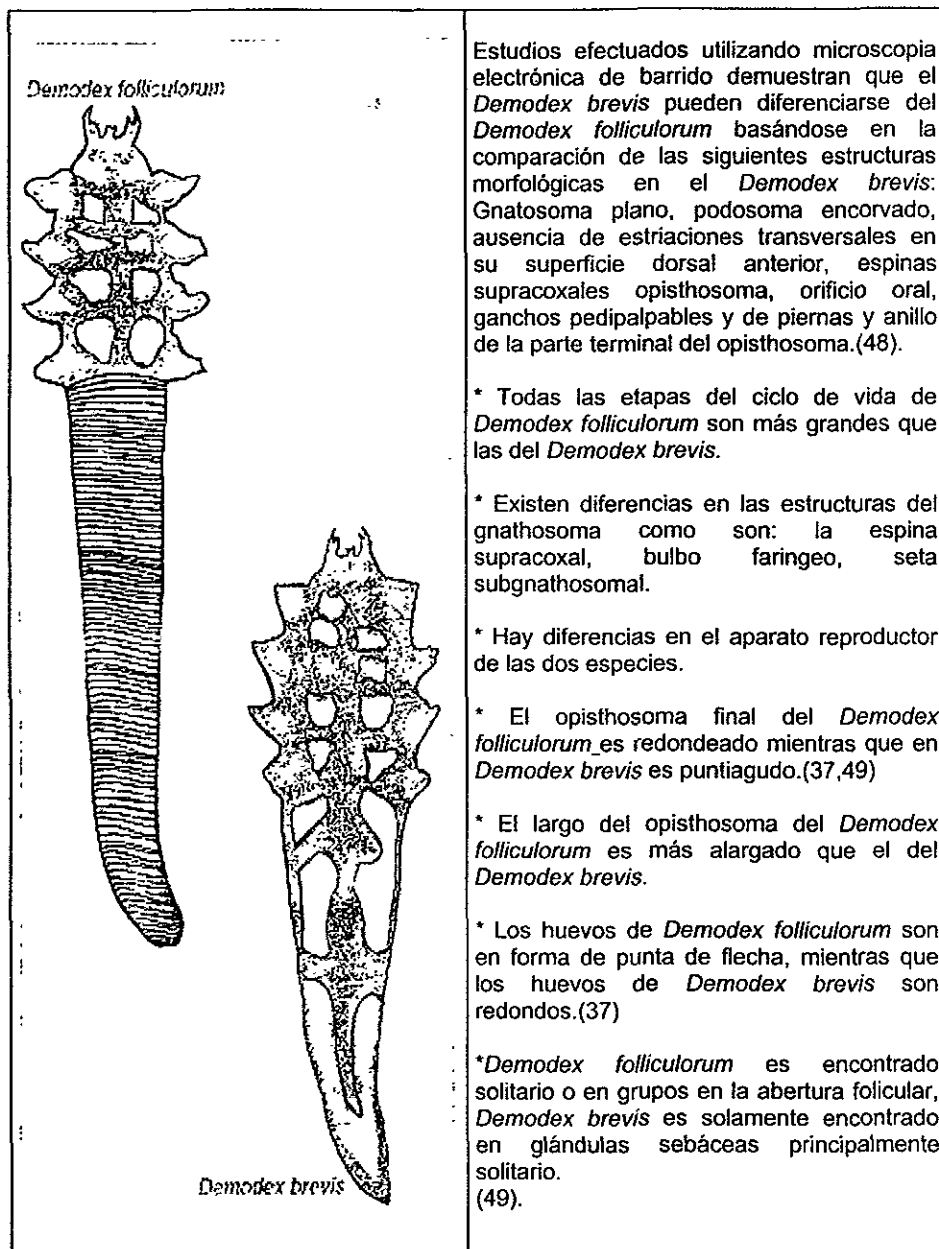 Demodex folliculorum
Estudios efectuados utilizando microscopia
electrónica de barrido demuestran que el
Demodex brevis pueden diferenciarse del
Demodex folliculorum basándose en la
comparación de las siguientes estructuras
morfológicas en el Demodex brevis:
Gnatosoma plano, podosoma encorvado,
ausencia de estriaciones transversales en
su superficie dorsal anterior, espinas
supracoxales opisthosoma, orificio oral,
ganchos pedipalpables y de piernas y anillo
de la parte terminal del opisthosoma.(48).
* Todas las etapas del ciclo de vida de
Demodex folliculorum son más grandes que
las del Demodex brevis.
* Existen diferencias en las estructuras del
gnathosoma como son: la espina
supracoxal, bulbo faringeo, seta
subgnathosomal.
* Hay diferencias en el aparato reproductor
de las dos especies.
* El opisthosoma final del Demodex
folliculorum es redondeado mientras que en
Demodex brevis es puntiagudo.(37,49)
* El largo del opisthosoma del Demodex
folliculorum es más alargado que el del
Demodex brevis.
* Los huevos de Demodex folliculorum son
en forma de punta de flecha, mientras que
los huevos de Demodex brevis son
redondos.(37)
*Demodex folliculorum es encontrado
solitario o en grupos en la abertura folicular,
Demodex brevis es solamente encontrado
en glándulas sebáceas principalmente
solitario.
(49).
Demodex brevis